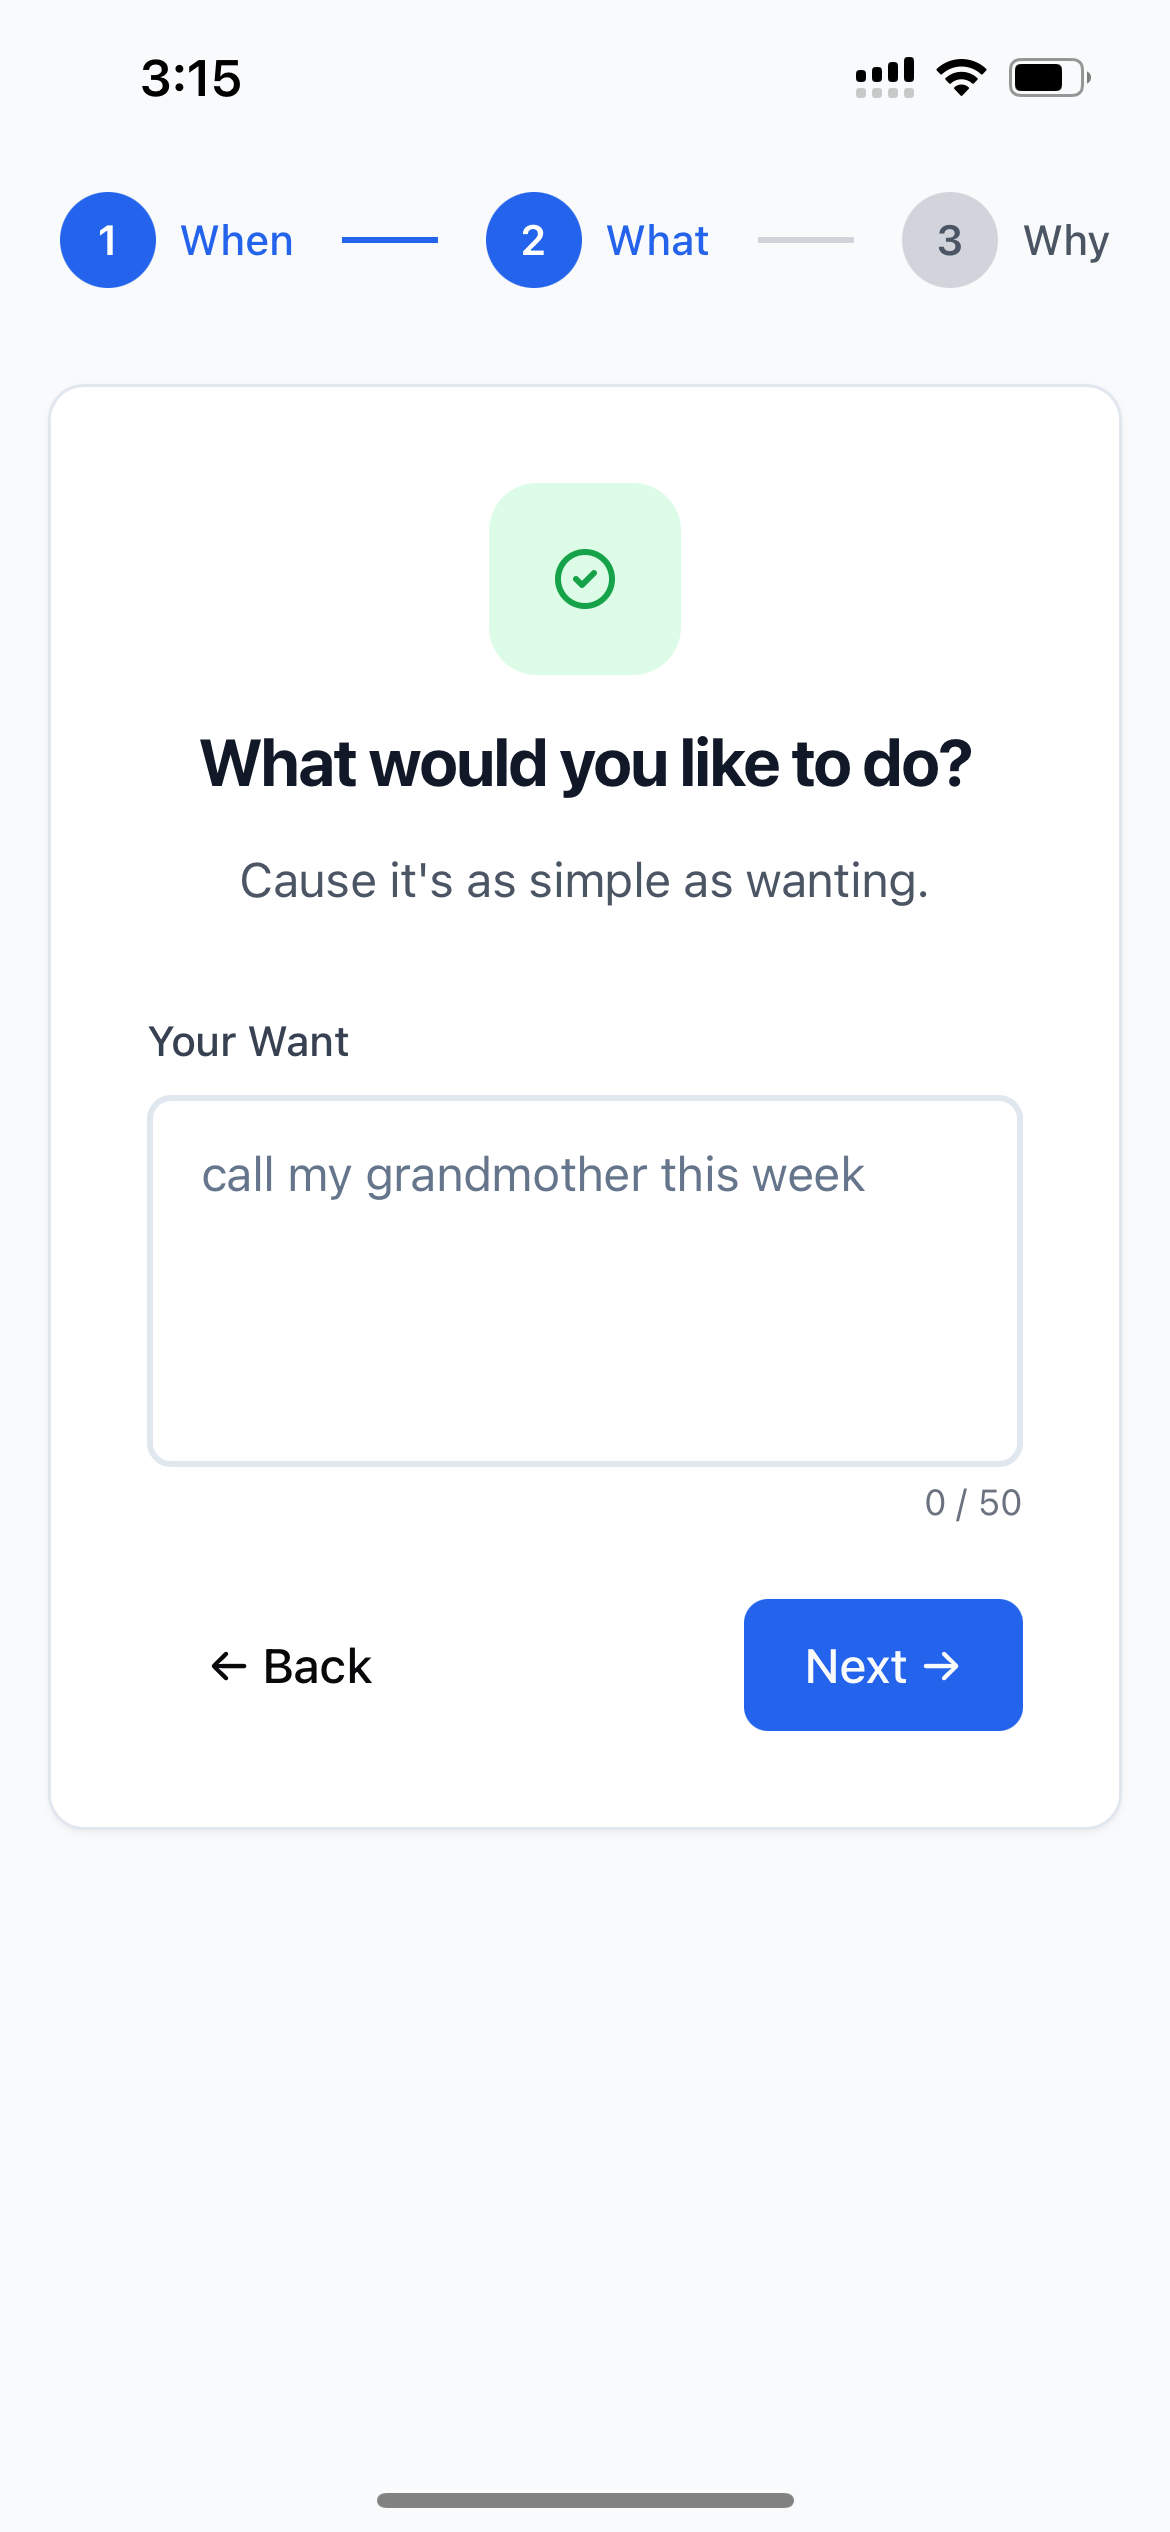 3:15
1 When 2 What 3 Why
What would you like to do?
Cause it's as simple as wanting.
Your Want
call my grandmother this week
0 / 50
← Back Next →